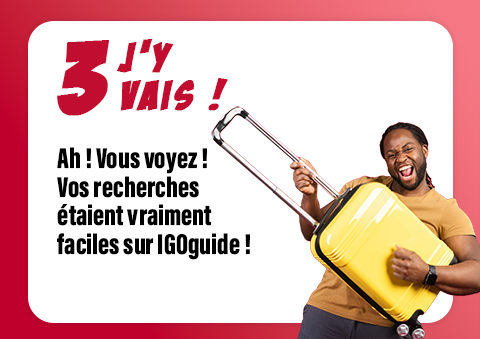 3 J'Y
VAIS !
Ah ! Vous voyez !
Vos recherches
étaient vraiment
faciles sur IGOguide !